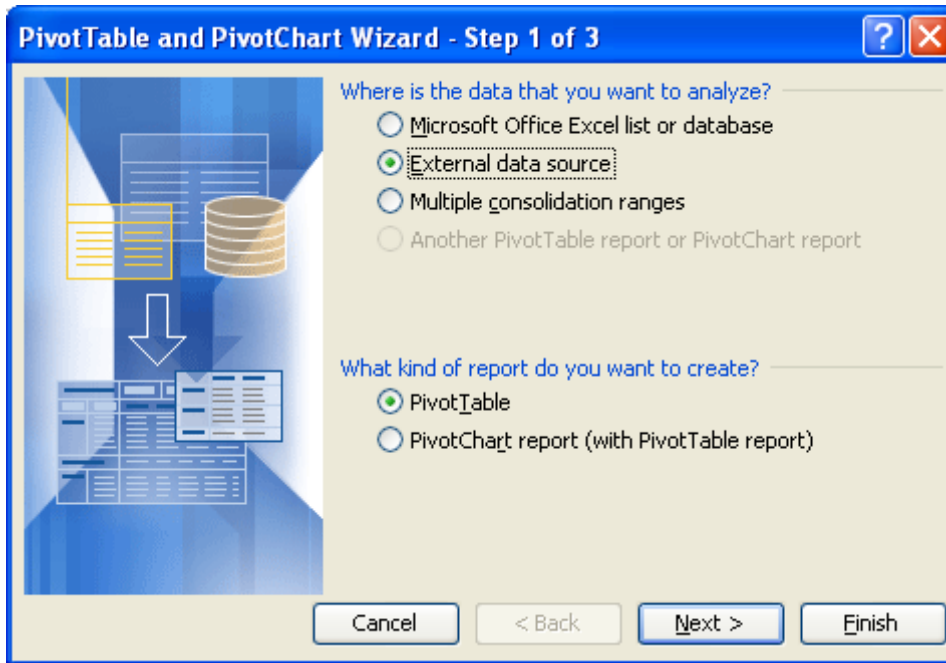 PivotTable and PivotChart Wizard - Step 1 of 3
?
Where is the data that you want to analyze?
Microsoft Office Excel list or database
External data source
Multiple consolidation ranges
Another PivotTable report or PivotChart report
What kind of report do you want to create?
PivotTable
PivotChart report (with PivotTable report)
Cancel < Back Next > Finish